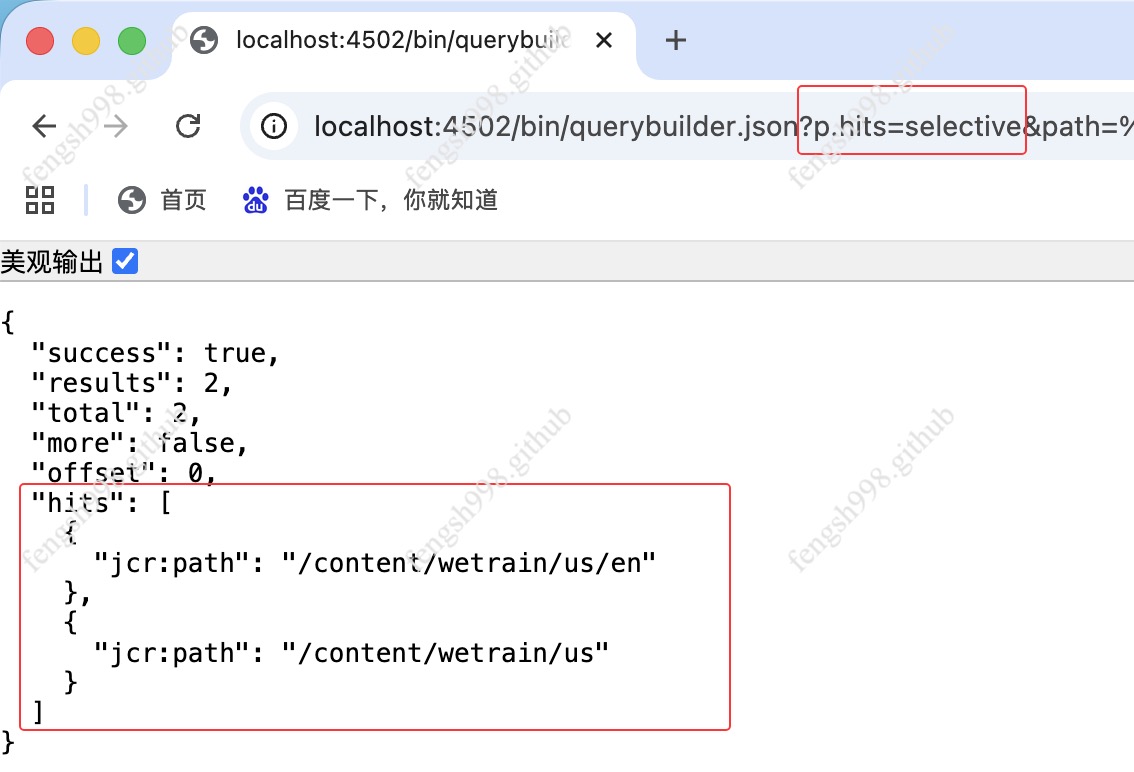 localhost:4502/bin/querybuil
localhost:4502/bin/querybuilder.json?p.hits=selective&path=%
首页
du
百度一下，你就知道
美观输出
{
"success": true,
"results": 2,
"total": 2,
"more": false,
"offset": 0,
"hits": [
{
"jcr:path": "/content/wetrain/us/en"
},
{
"jcr:path": "/content/wetrain/us"
}
]
}
fengsh998.github
fengsh998.github
fengsh998.github
fengsh998.github
fengsh998.github
fengsh998.github